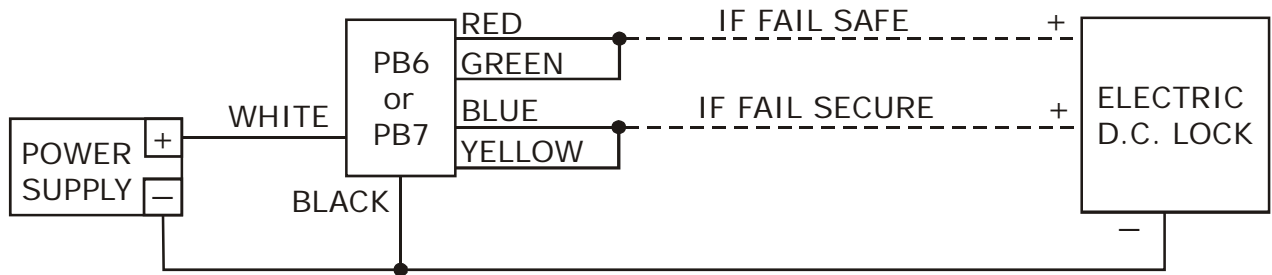 POWER
SUPPLY
+
—
WHITE
BLACK
PB6
or
PB7
RED
GREEN
BLUE
YELLOW
IF FAIL SAFE
+
IF FAIL SECURE
+
ELECTRIC
D.C. LOCK
—